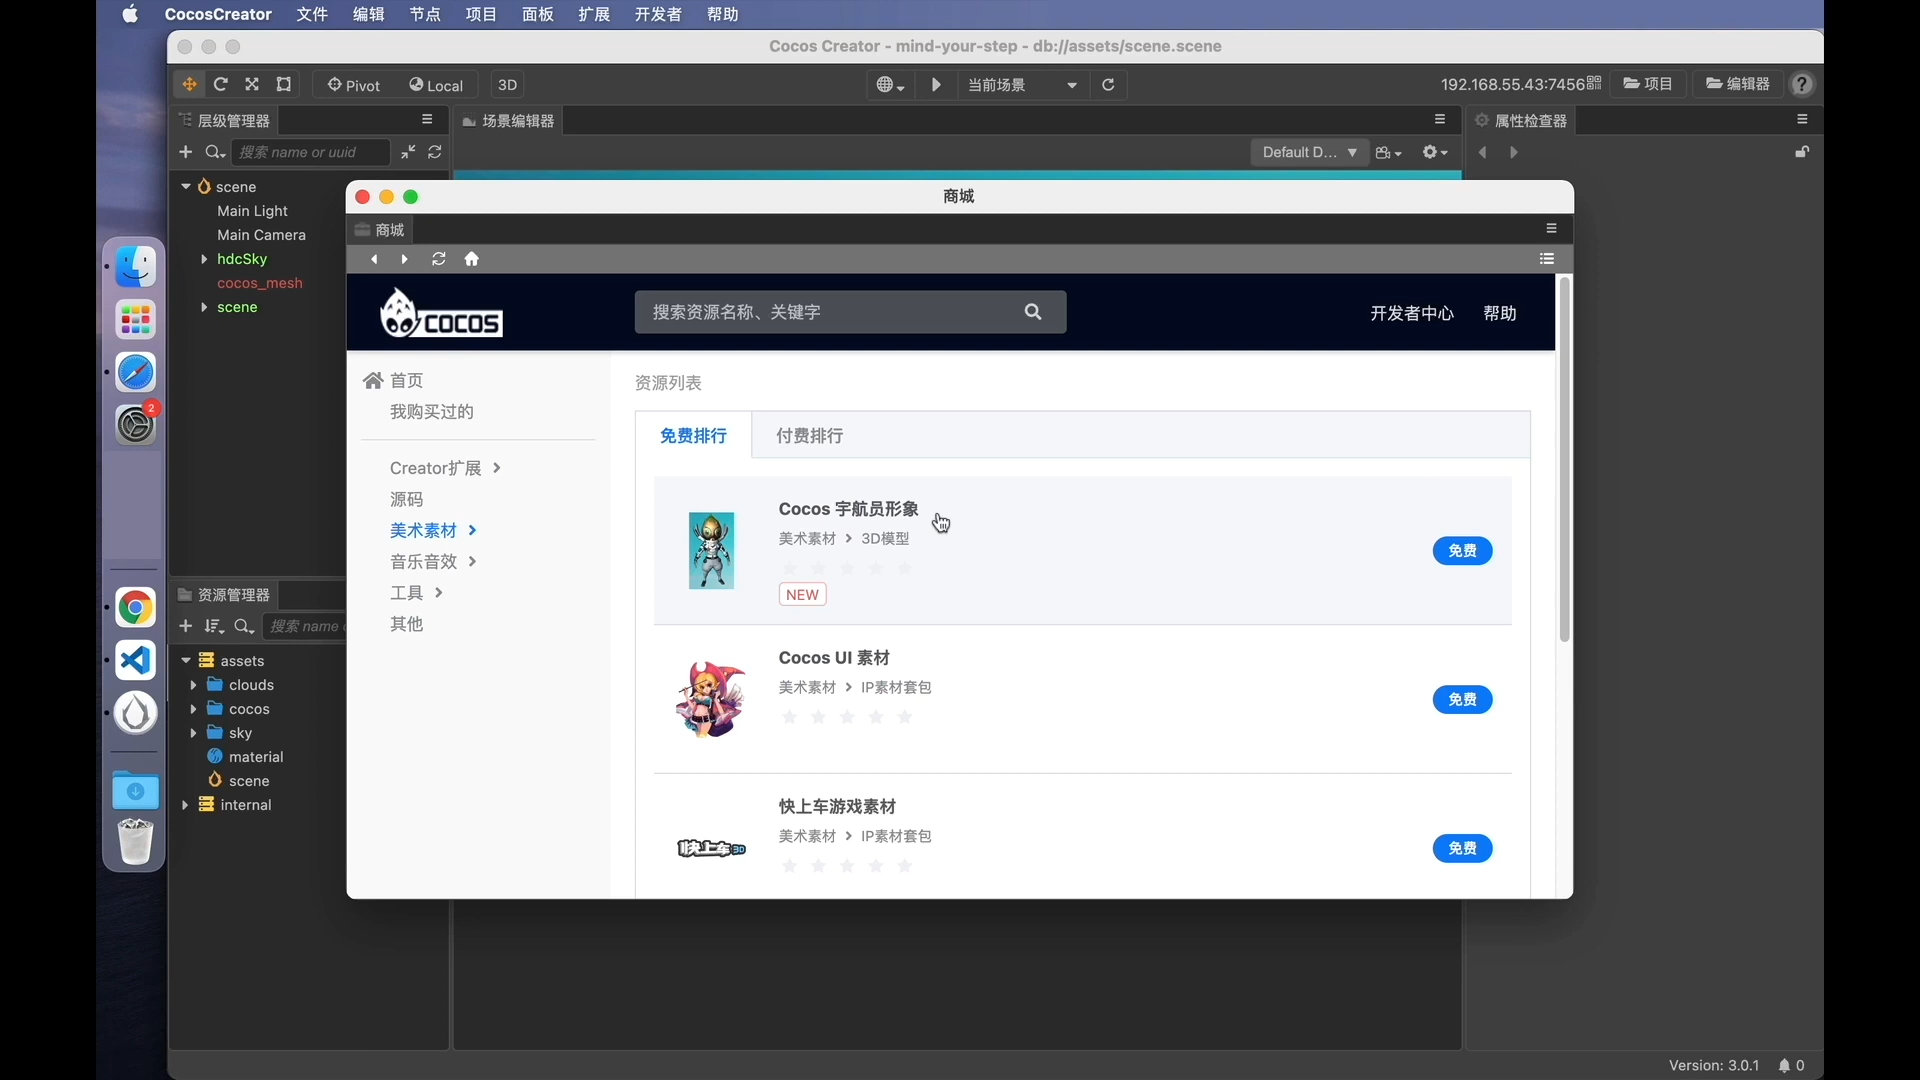 CocosCreator 文件 编辑 节点 项目 面板 扩展 开发者 帮助
Cocos Creator - mind-your-step - db://assets/scene.scene
Pivot Local 3D 当前场景 192.168.55.43:7456 项目 编辑器 ?
层级管理器 场景编辑器 属性检查器
搜索 name or uuid Default D...
scene
Main Light
Main Camera
hdcSky
cocos_mesh
scene
2
资源管理器
搜索 name
assets
clouds
cocos
sky
material
scene
internal
商城
商城
COCOS 搜索资源名称、关键字 开发者中心 帮助
首页
我购买过的
Creator扩展
源码
美术素材
音乐音效
工具
其他
资源列表
免费排行 付费排行
Cocos 宇航员形象
美术素材 > 3D模型
NEW
免费
Cocos UI 素材
美术素材 > IP素材套包
免费
快上车3D
快上车游戏素材
美术素材 > IP素材套包
免费
Version: 3.0.1 0